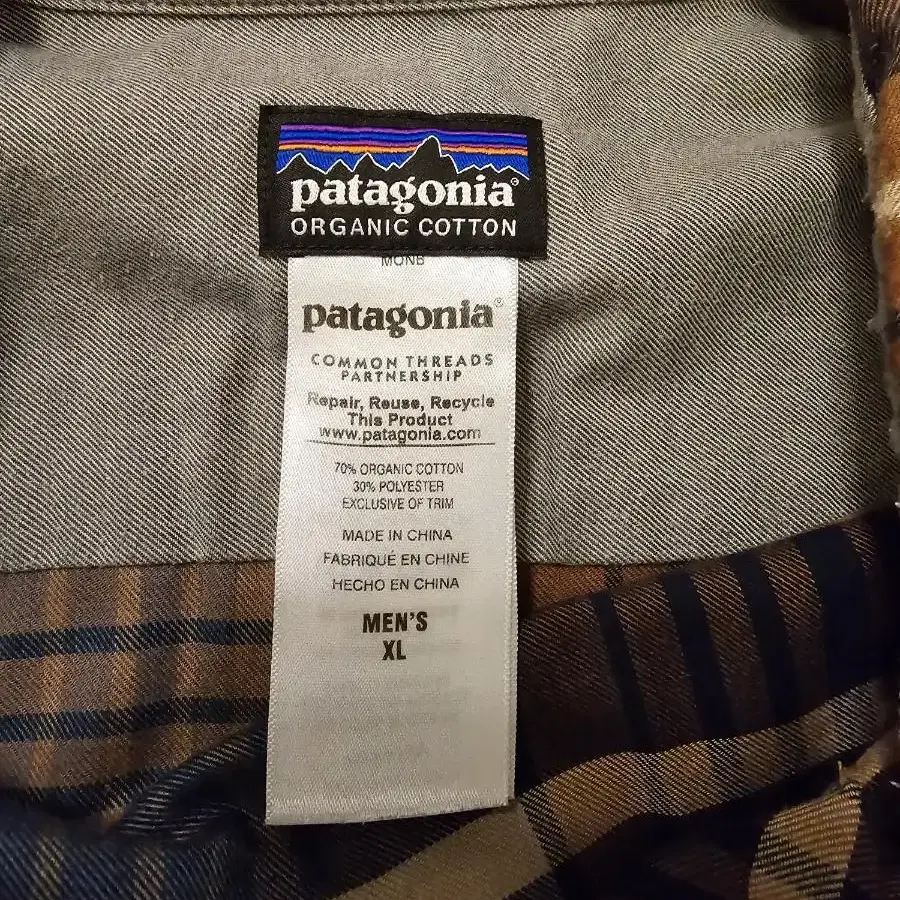 patagonia®
ORGANIC COTTON
MONB
patagonia®
COMMON THREADS
PARTNERSHIP
Repair, Reuse, Recycle
This Product
www.patagonia.com
70% ORGANIC COTTON
30% POLYESTER
EXCLUSIVE OF TRIM
MADE IN CHINA
FABRIQUÉ EN CHINE
HECHO EN CHINA
MEN'S
XL